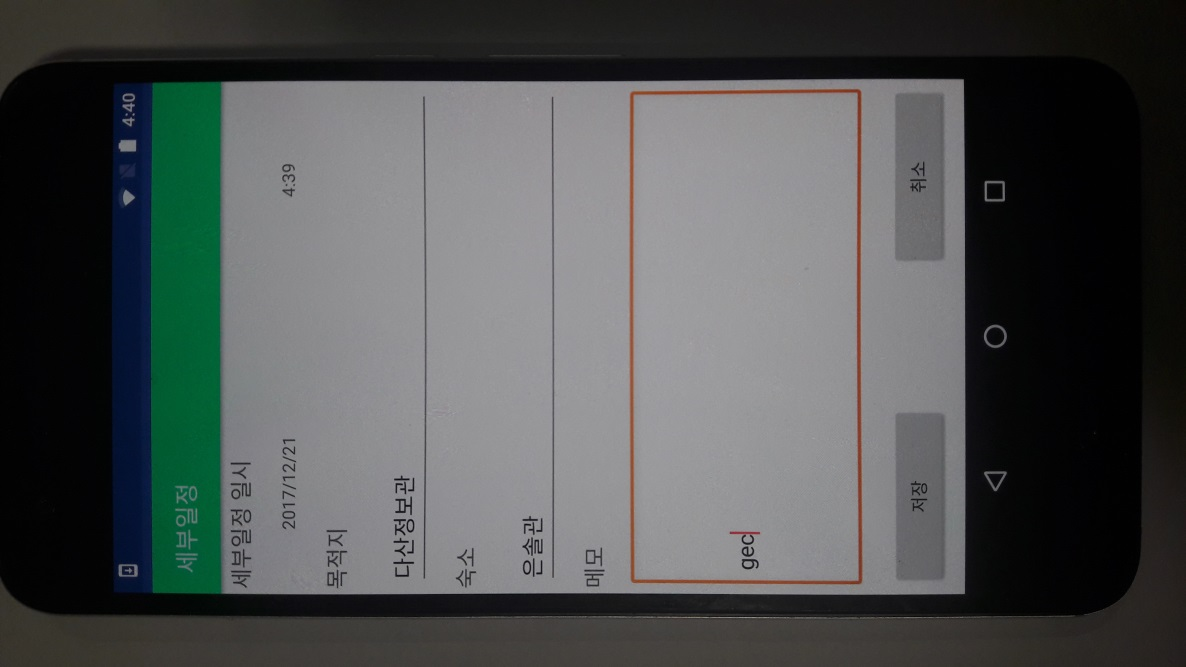 4:40
세부일정
세부일정 일시
2017/12/21 4:39
목적지
다산정보관
숙소
은솔관
메모
gec
저장 취소